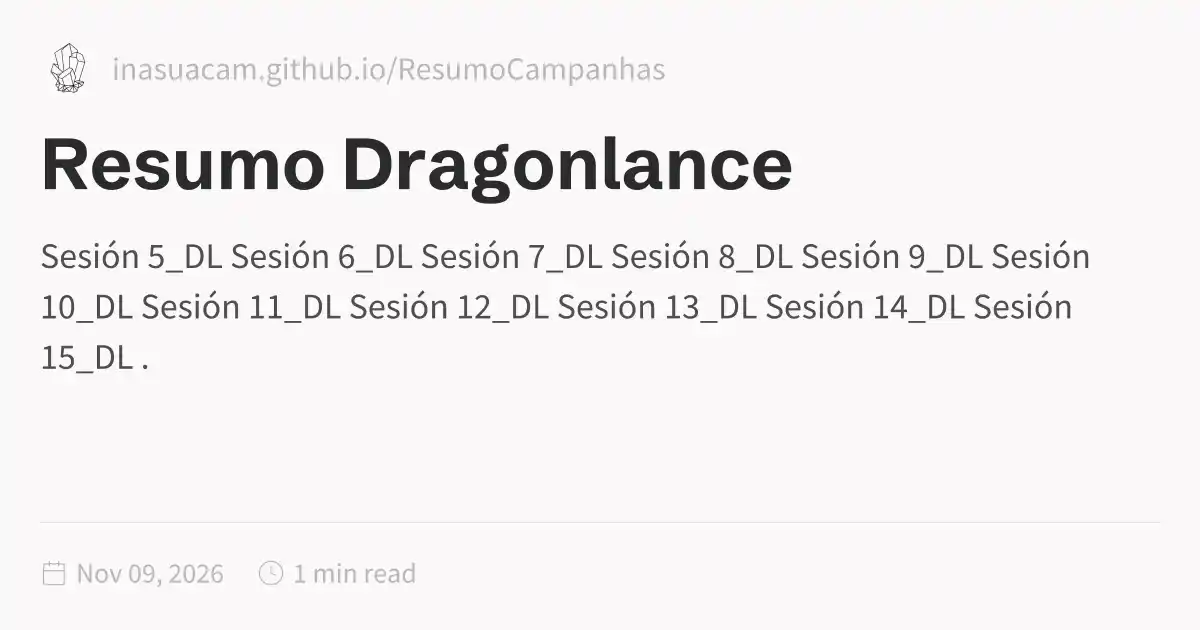 inasuacam.github.io/ResumoCampanhas
Resumo Dragonlance
Sesión 5_DL Sesión 6_DL Sesión 7_DL Sesión 8_DL Sesión 9_DL Sesión
10_DL Sesión 11_DL Sesión 12_DL Sesión 13_DL Sesión 14_DL Sesión
15_DL .
Nov 09, 2026 1 min read